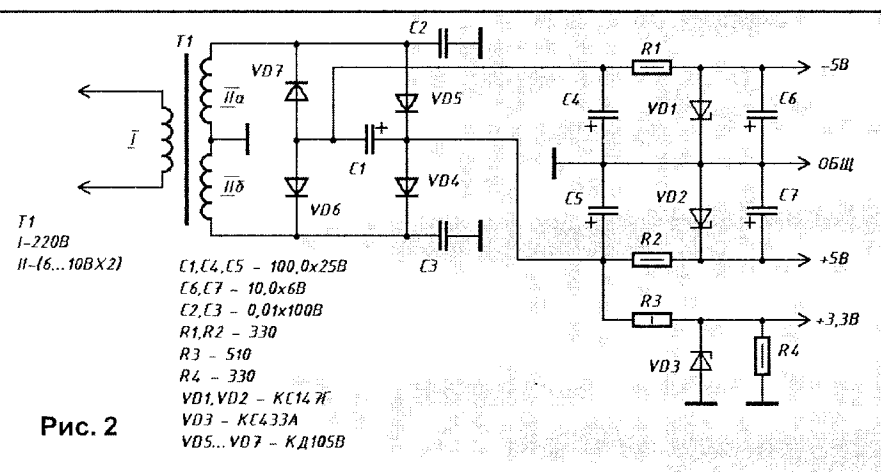 C2
T1
VD7
VD5
R1
-5В
IIа
C4
VD1
C6
+
I
+
C1
+
+
ОБЩ
IIб
VD6
VD4
C5
VD2
C7
+
+
R2
+5В
C3
T1
I-220В
II-(6...10ВХ2)
C1,C4,C5 - 100,0x25В
C6,C7 - 10,0x6В
C2,C3 - 0,01x100В
R1,R2 - 330
R3 - 510
R4 - 330
VD1,VD2 - КС147Г
VD3 - КС433А
VD5...VD7 - КД105В
R3
+3,3В
VD3
R4
Рис. 2